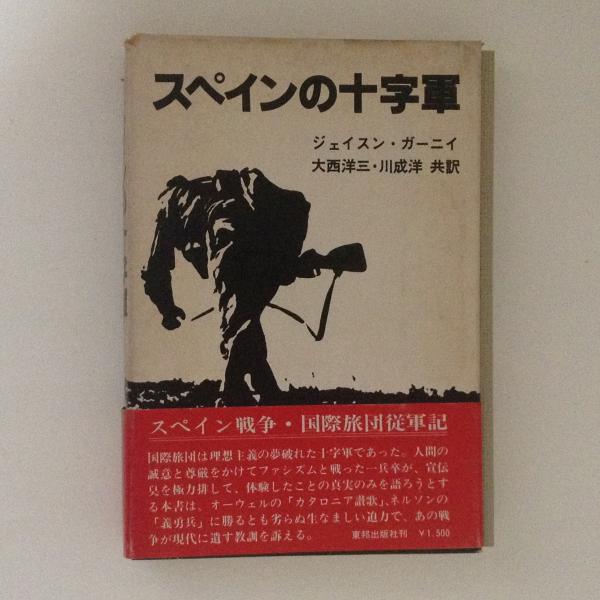 スペインの十字軍
ジェイスン・ガーニイ
大西洋三・川成洋 共訳
スペイン戦争・国際旅団従軍記
国際旅団は理想主義の夢破れた十字軍であった。人間の
誠意と尊厳をかけてファシズムと戦った一兵卒が、宣伝
臭を極力排して、体験したことの真実のみを語ろうとす
る本書は、オーウェルの「カタロニア讃歌」、ネルソンの
「義勇兵」に勝るとも劣らぬ生なましい迫力で、あの戦
争が現代に遺す教訓を訴える。
東邦出版社刊 ¥1,500